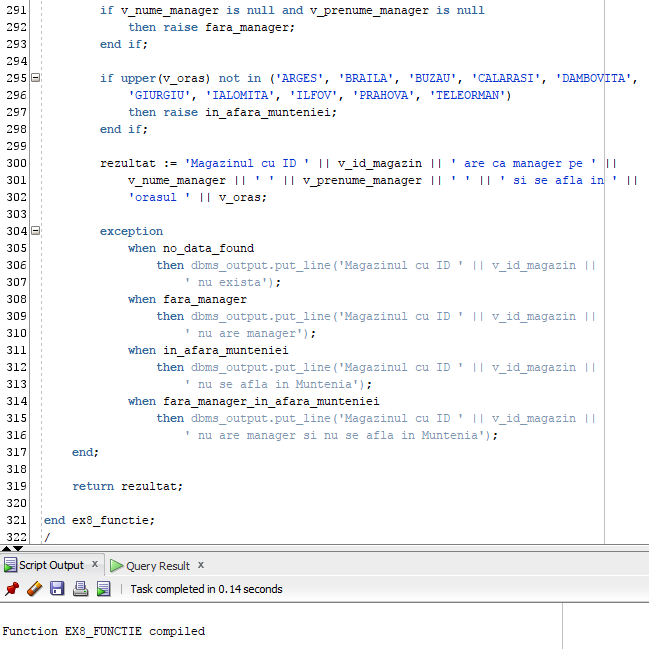 291 if v_nume_manager is null and v_prenume_manager is null
292 then raise fara_manager;
293 end if;
294
295 if upper(v_oras) not in ('ARGES', 'BRAILA', 'BUZAU', 'CALARASI', 'DAMBOVITA',
296 'GIURGIU', 'IALOMITA', 'ILFOV', 'PRAHOVA', 'TELEORMAN')
297 then raise in_afara_munteniei;
298 end if;
299
300 rezultat := 'Magazinul cu ID ' || v_id_magazin || ' are ca manager pe ' ||
301 v_nume_manager || ' ' || v_prenume_manager || ' ' || ' si se afla in ' ||
302 'orasul ' || v_oras;
303
304 exception
305 when no_data_found
306 then dbms_output.put_line('Magazinul cu ID ' || v_id_magazin ||
307 ' nu exista');
308 when fara_manager
309 then dbms_output.put_line('Magazinul cu ID ' || v_id_magazin ||
310 ' nu are manager');
311 when in_afara_munteniei
312 then dbms_output.put_line('Magazinul cu ID ' || v_id_magazin ||
313 ' nu se afla in Muntenia');
314 when fara_manager_in_afara_munteniei
315 then dbms_output.put_line('Magazinul cu ID ' || v_id_magazin ||
316 ' nu are manager si nu se afla in Muntenia');
317 end;
318
319 return rezultat;
320
321 end ex8_functie;
322 /
Script Output x Query Result x
Task completed in 0.14 seconds
Function EX8_FUNCTIE compiled